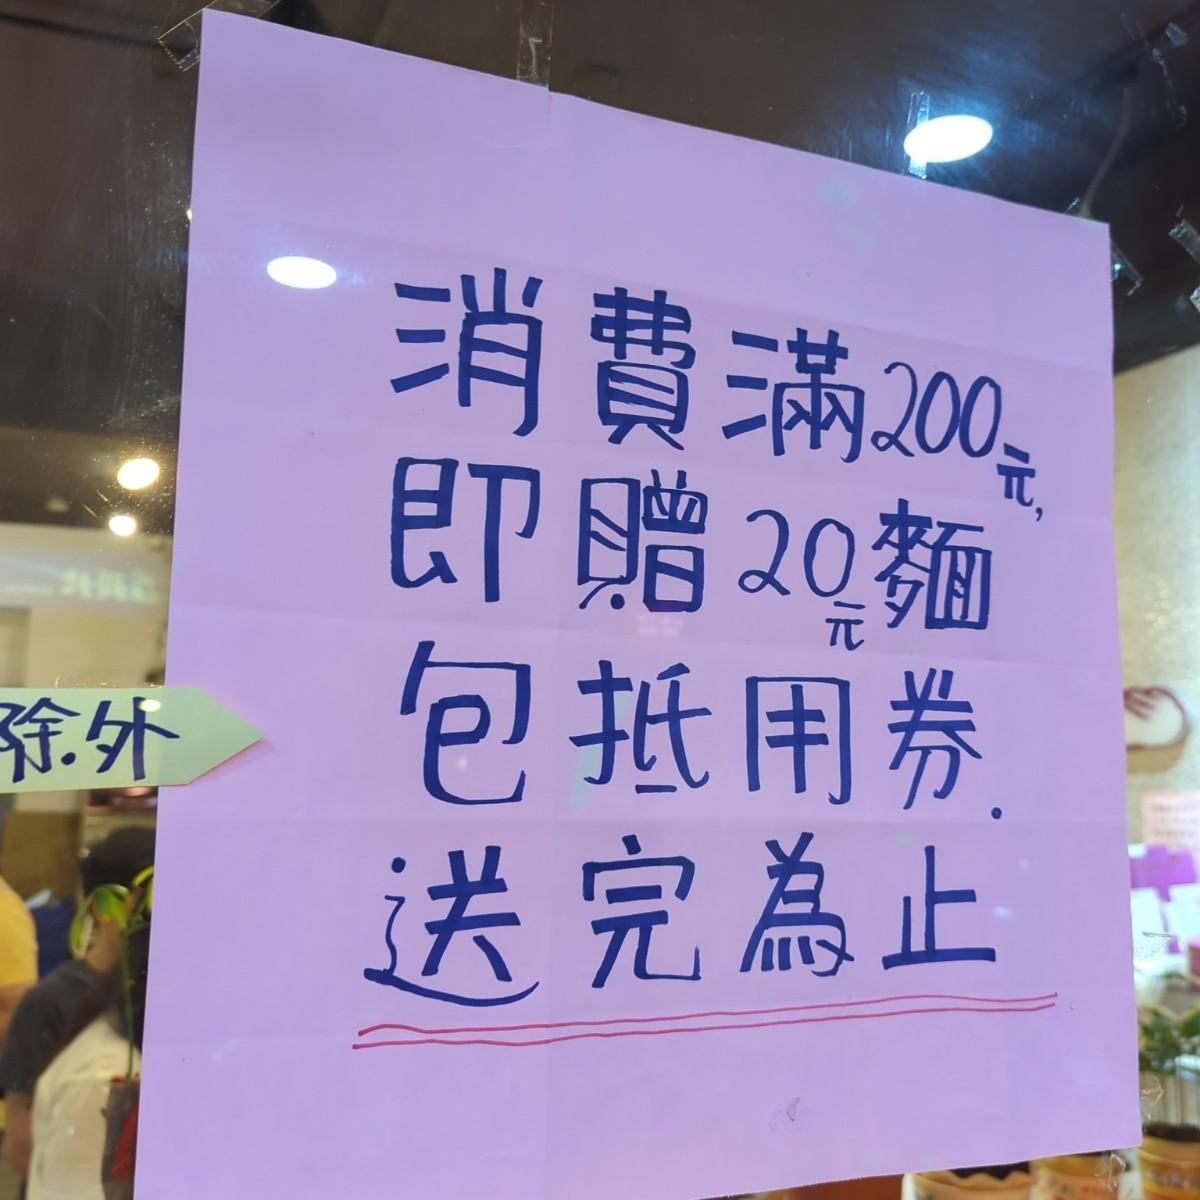 消費滿200元,
即贈20元麵
包抵用券.
送完為止
除外